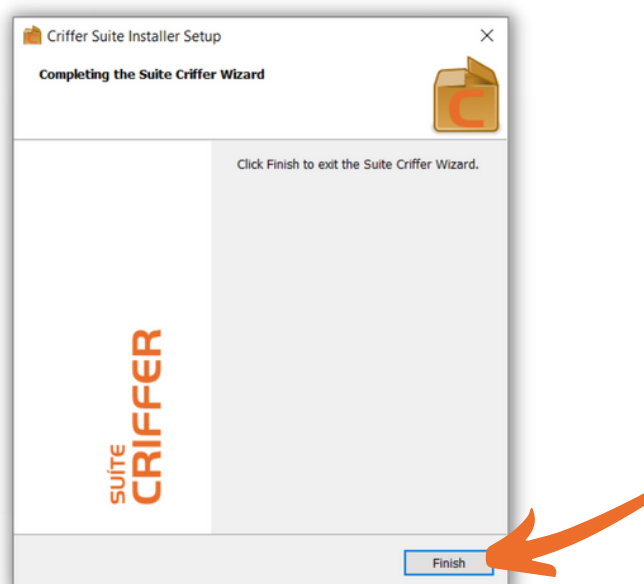 Criffer Suite Installer Setup
Completing the Suite Criffer Wizard
C
Click Finish to exit the Suite Criffer Wizard.
SUÍTE
CRIFFER
Finish